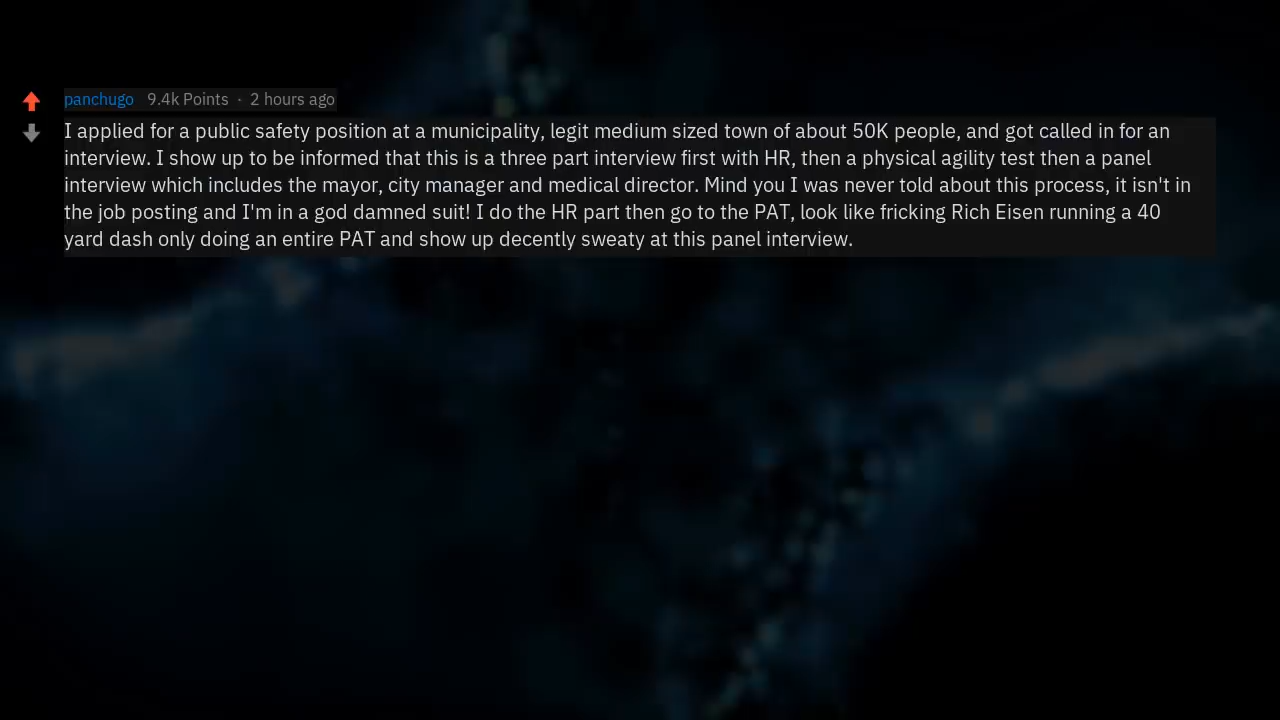 panchugo 9.4k Points · 2 hours ago
I applied for a public safety position at a municipality, legit medium sized town of about 50K people, and got called in for an
interview. I show up to be informed that this is a three part interview first with HR, then a physical agility test then a panel
interview which includes the mayor, city manager and medical director. Mind you I was never told about this process, it isn't in
the job posting and I'm in a god damned suit! I do the HR part then go to the PAT, look like fricking Rich Eisen running a 40
yard dash only doing an entire PAT and show up decently sweaty at this panel interview.